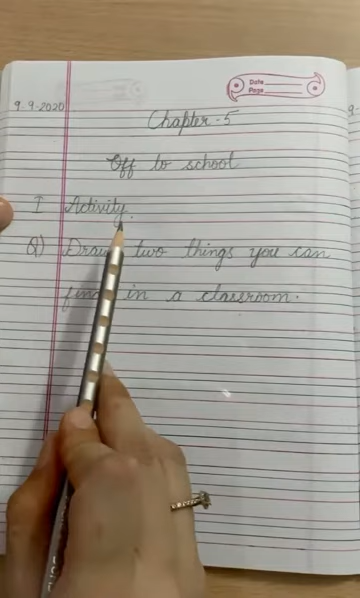 Date
Page
9.9.2020
9-
Chapter-5
Off to school
I Activity.
Q) Draw two things you can
find in a classroom.